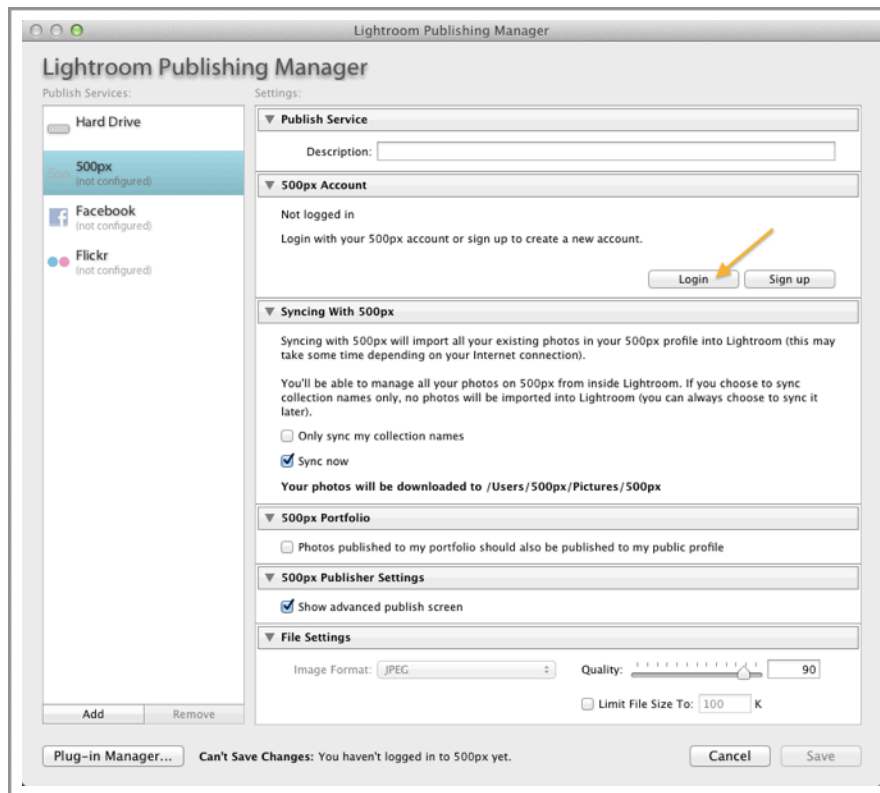 Lightroom Publishing Manager
Lightroom Publishing Manager
Publish Services:
Settings:
Hard Drive
500px
(not configured)
Facebook
(not configured)
Flickr
(not configured)
Add
Remove
Publish Service
Description:
500px Account
Not logged in
Login with your 500px account or sign up to create a new account.
Login
Sign up
Syncing With 500px
Syncing with 500px will import all your existing photos in your 500px profile into Lightroom (this may
take some time depending on your Internet connection).
You'll be able to manage all your photos on 500px from inside Lightroom. If you choose to sync
collection names only, no photos will be imported into Lightroom (you can always choose to sync it
later).
Only sync my collection names
Sync now
Your photos will be downloaded to /Users/500px/Pictures/500px
500px Portfolio
Photos published to my portfolio should also be published to my public profile
500px Publisher Settings
Show advanced publish screen
File Settings
Image Format: JPEG
Quality: 90
Limit File Size To: 100 K
Plug-in Manager...
Can't Save Changes: You haven't logged in to 500px yet.
Cancel
Save